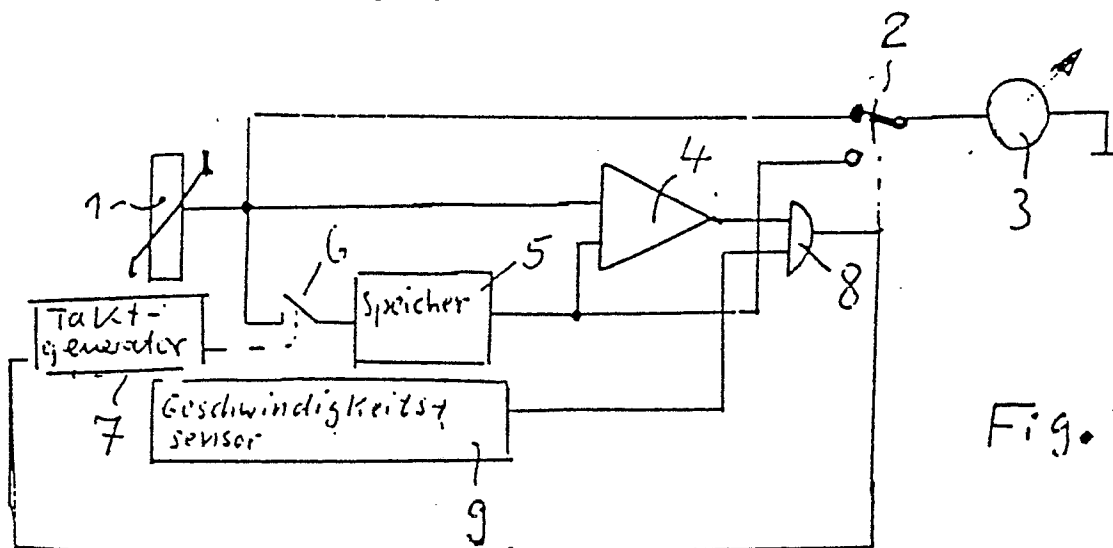 2
1
4
3
6
5
Speicher
8
Takt-
generator
7
Geschwindigkeits-
sensor
9
Fig.